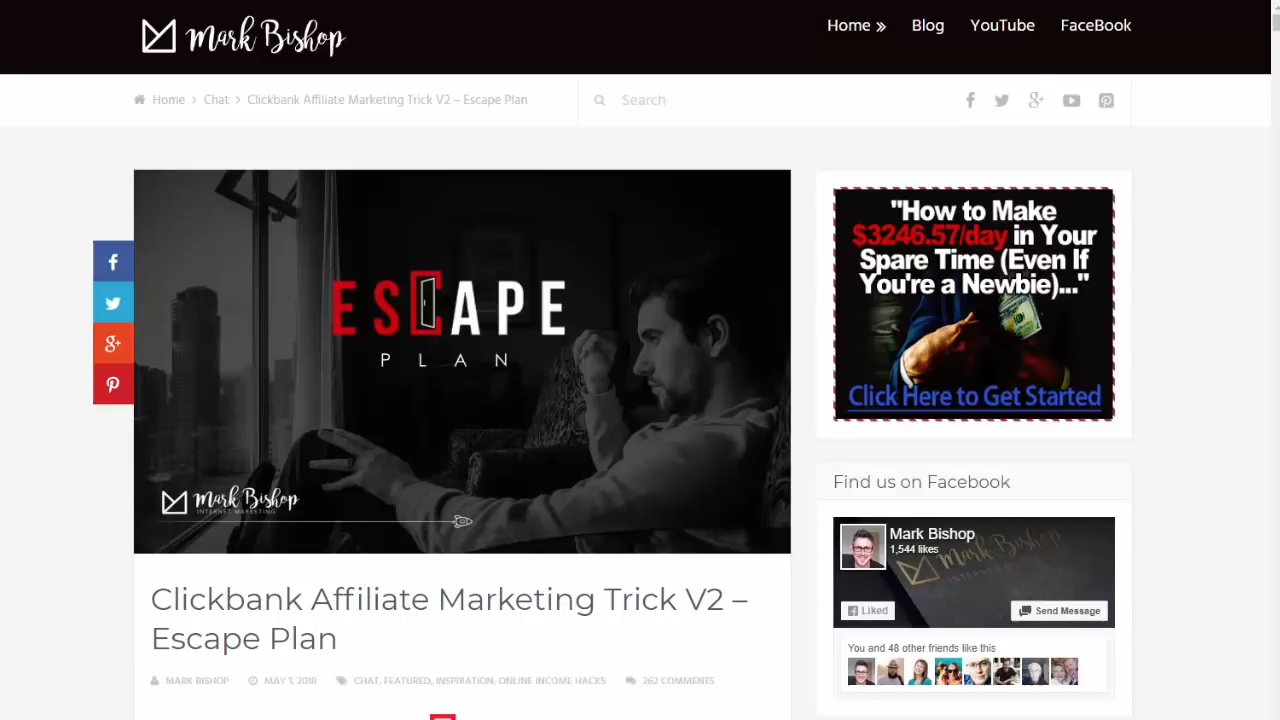 Mark Bishop
Home » Blog YouTube FaceBook
Home > Chat > Clickbank Affiliate Marketing Trick V2 – Escape Plan
Search
ESCAPE
PLAN
Mark Bishop
INTERNET MARKETING
"How to Make
$3246.57/day in Your
Spare Time (Even If
You're a Newbie)..."
Click Here to Get Started
Find us on Facebook
Mark Bishop
1,544 likes
Mark Bishop
Liked
Send Message
You and 48 other friends like this
Clickbank Affiliate Marketing Trick V2 –
Escape Plan
MARK BISHOP MAY 1, 2018 CHAT, FEATURED, INSPIRATION, ONLINE INCOME HACKS 262 COMMENTS